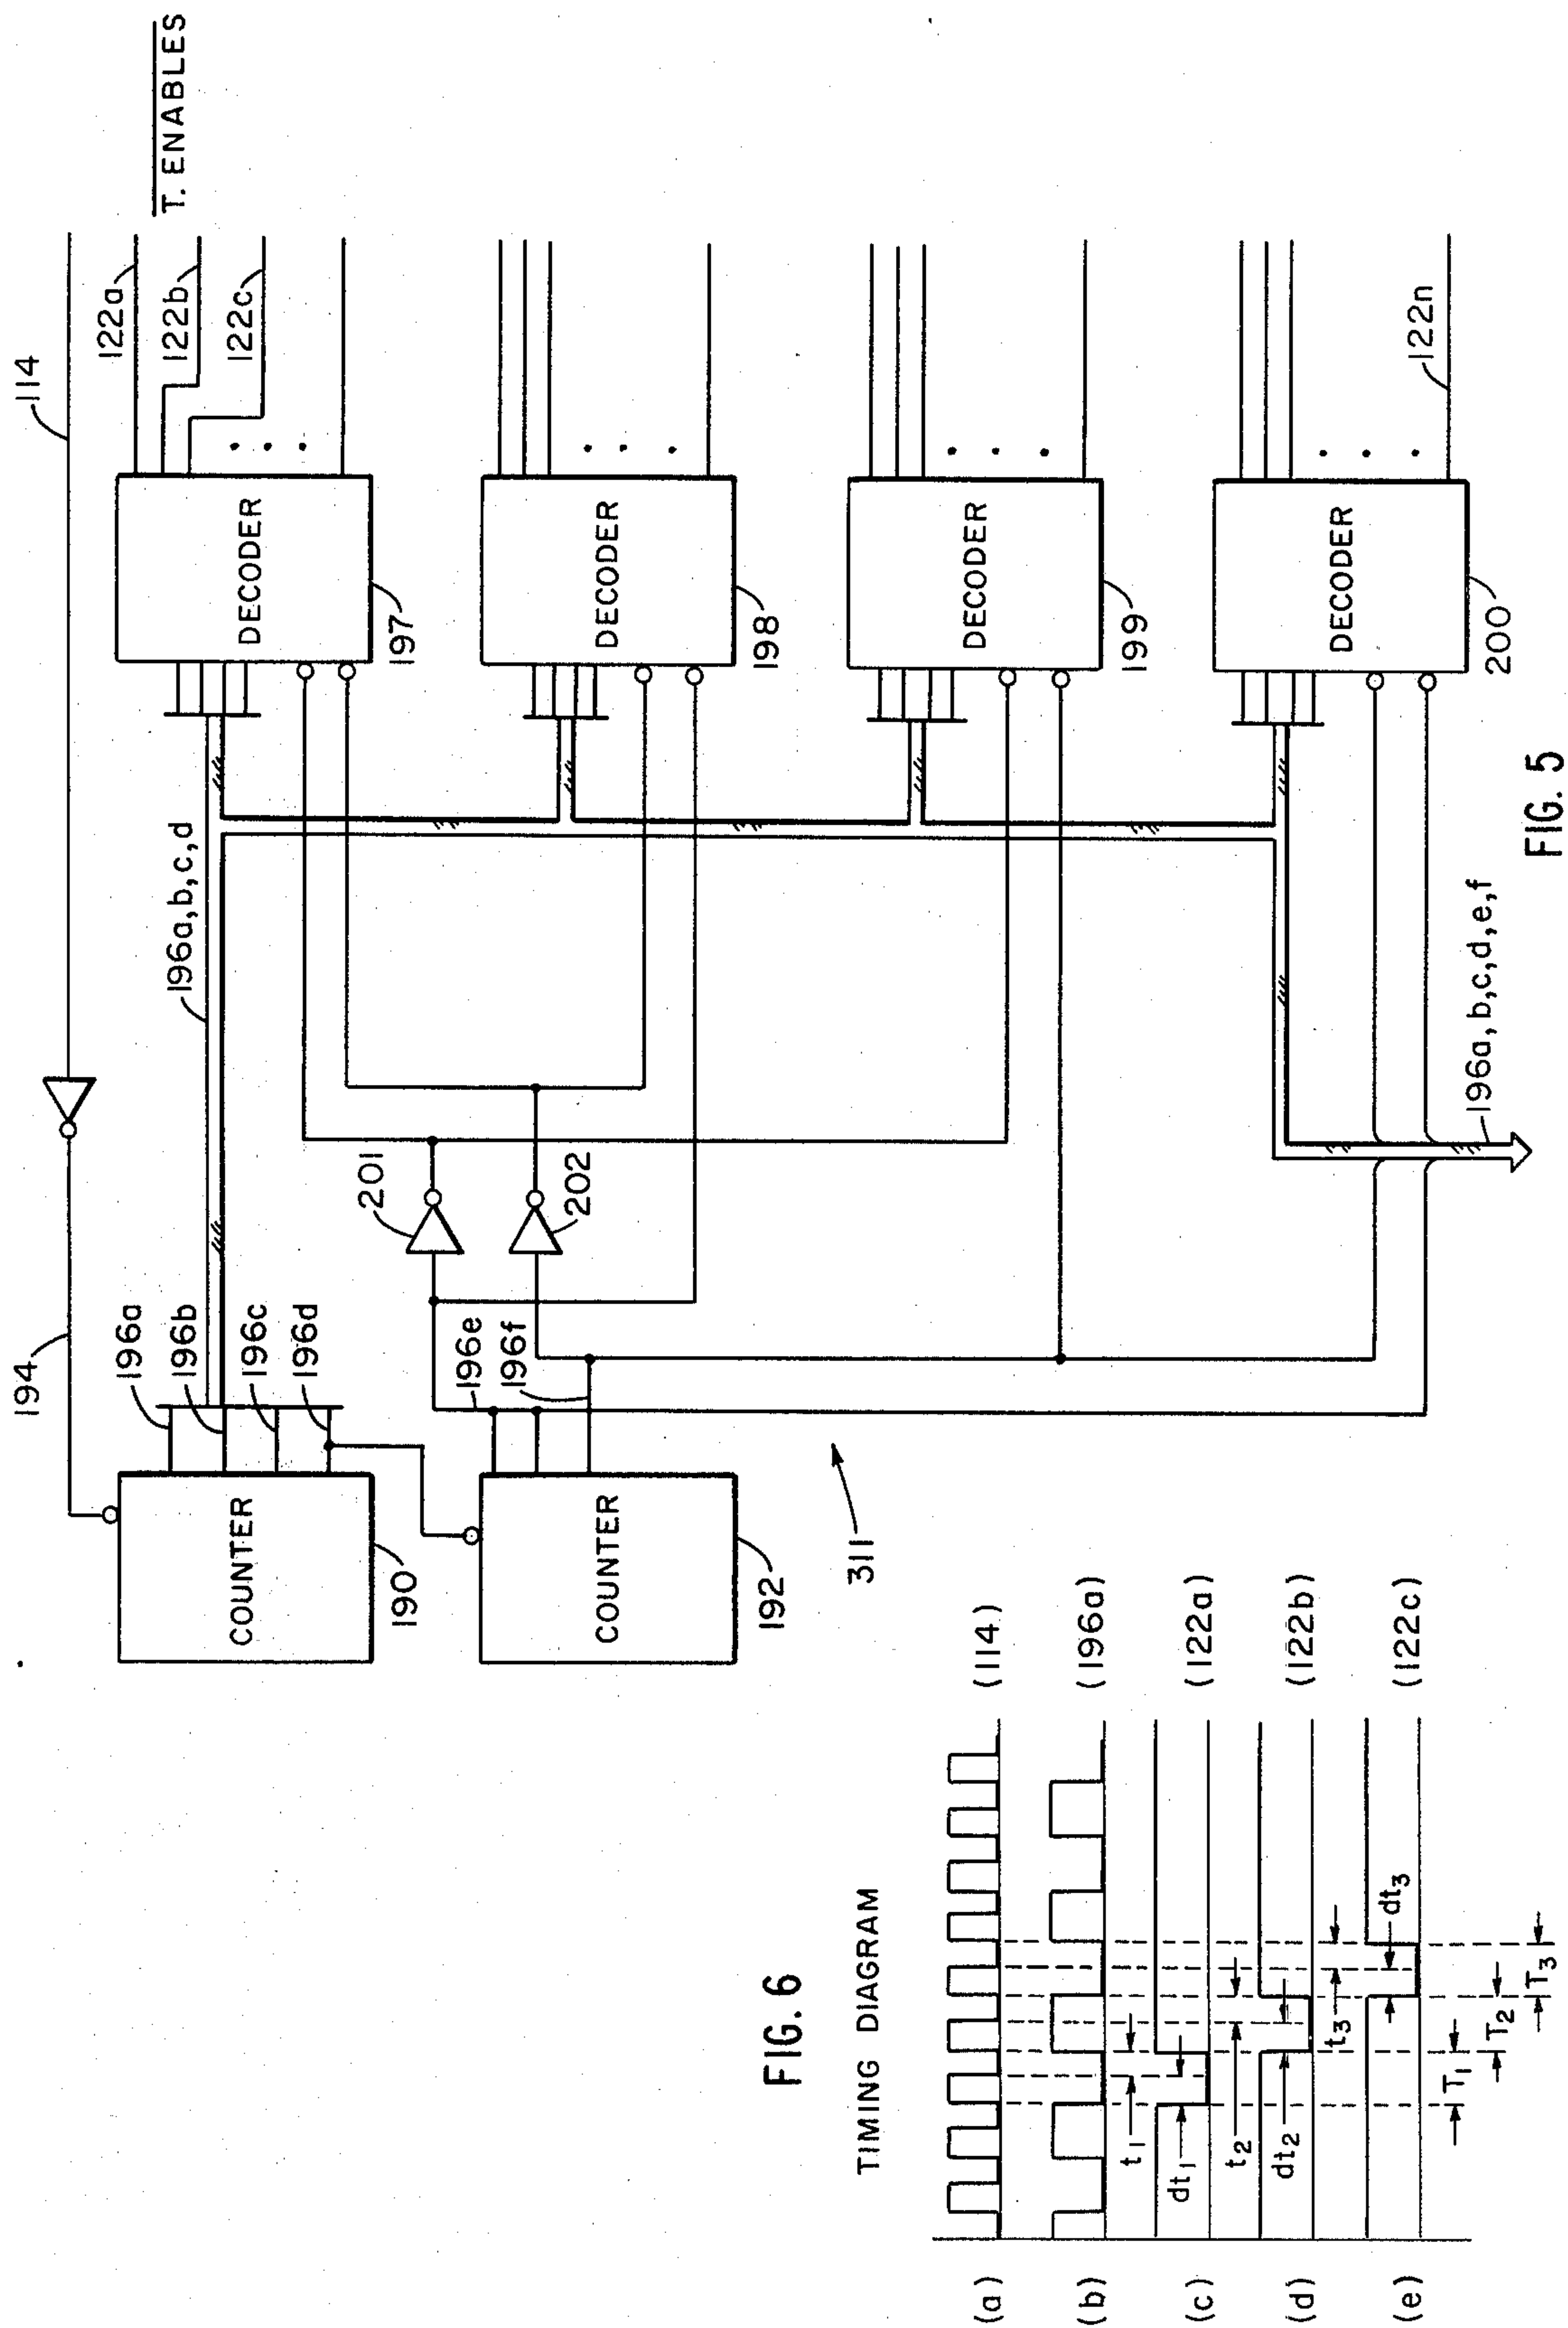 T. ENABLES
114
122a
122b
122c
DECODER
197
DECODER
198
DECODER
199
DECODER
200
122n
194
196a,b,c,d
196a
196b
196c
196d
201
202
196e
196f
COUNTER
190
COUNTER
192
311
196a,b,c,d,e,f
FIG. 5
FIG. 6
TIMING DIAGRAM
(a)
(114)
(b)
(196a)
(c)
(122a)
(d)
(122b)
(e)
(122c)
t1
dt1
t2
dt2
t3
dt3
T1
T2
T3